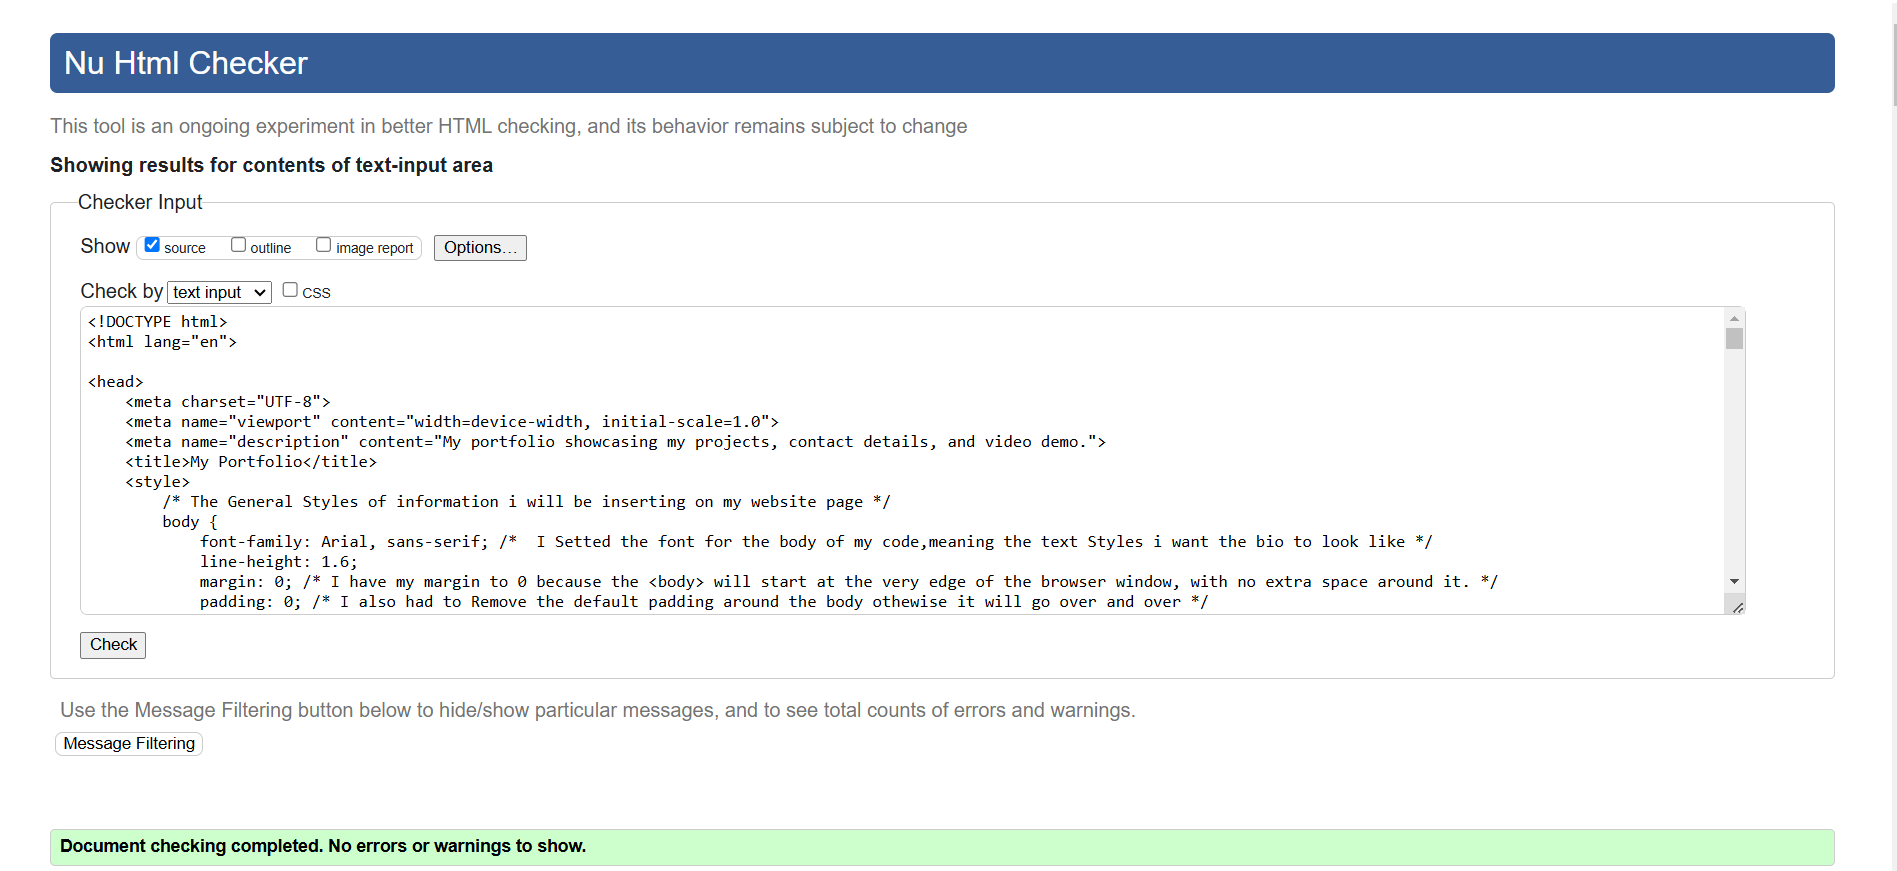 Nu Html Checker
This tool is an ongoing experiment in better HTML checking, and its behavior remains subject to change
Showing results for contents of text-input area
Checker Input
Show source outline image report Options...
Check by text input CSS
<!DOCTYPE html>
<html lang="en">
<head>
<meta charset="UTF-8">
<meta name="viewport" content="width=device-width, initial-scale=1.0">
<meta name="description" content="My portfolio showcasing my projects, contact details, and video demo.">
<title>My Portfolio</title>
<style>
/* The General Styles of information i will be inserting on my website page */
body {
font-family: Arial, sans-serif; /*  I Setted the font for the body of my code,meaning the text Styles i want the bio to look like */
line-height: 1.6;
margin: 0; /* I have my margin to 0 because the <body> will start at the very edge of the browser window, with no extra space around it. */
padding: 0; /* I also had to Remove the default padding around the body othewise it will go over and over */
Check
Use the Message Filtering button below to hide/show particular messages, and to see total counts of errors and warnings.
Message Filtering
Document checking completed. No errors or warnings to show.